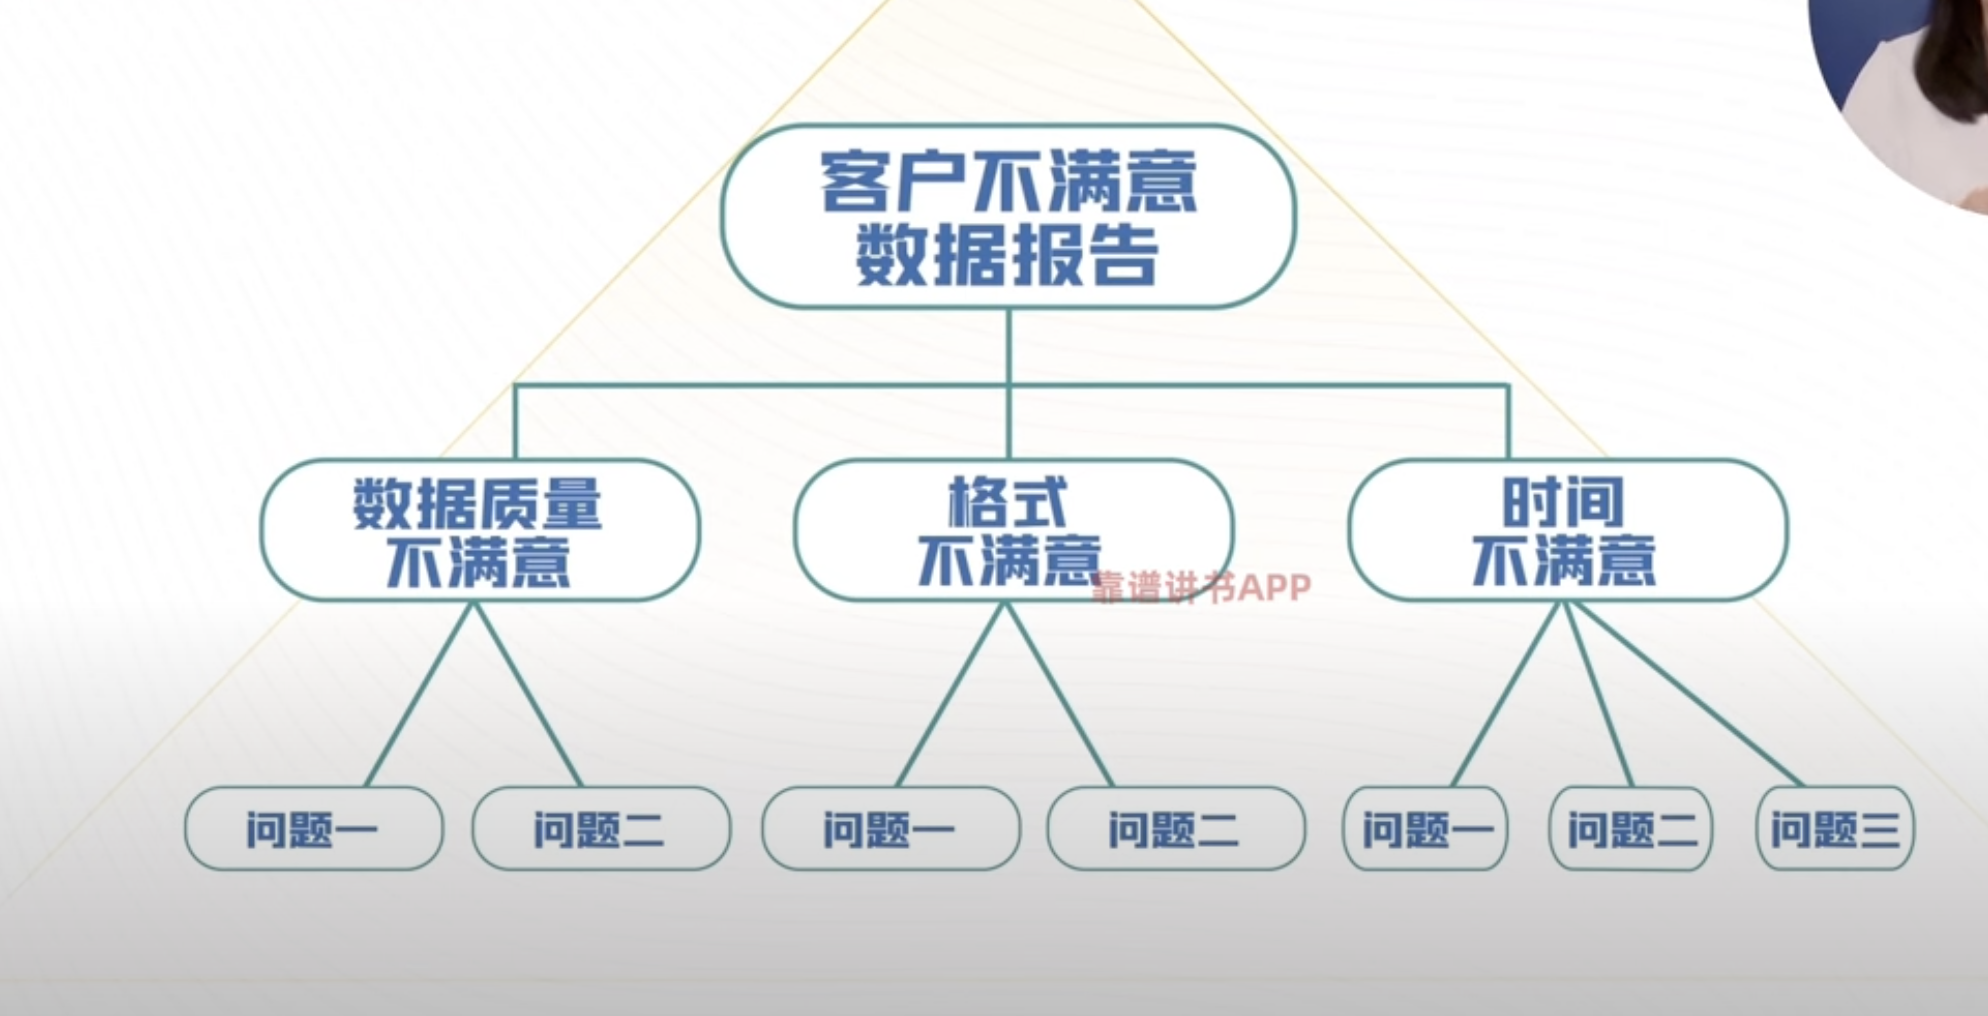 客户不满意
数据报告
数据质量
不满意
格式
不满意
时间
不满意
靠谱讲书APP
问题一
问题二
问题一
问题二
问题一
问题二
问题三